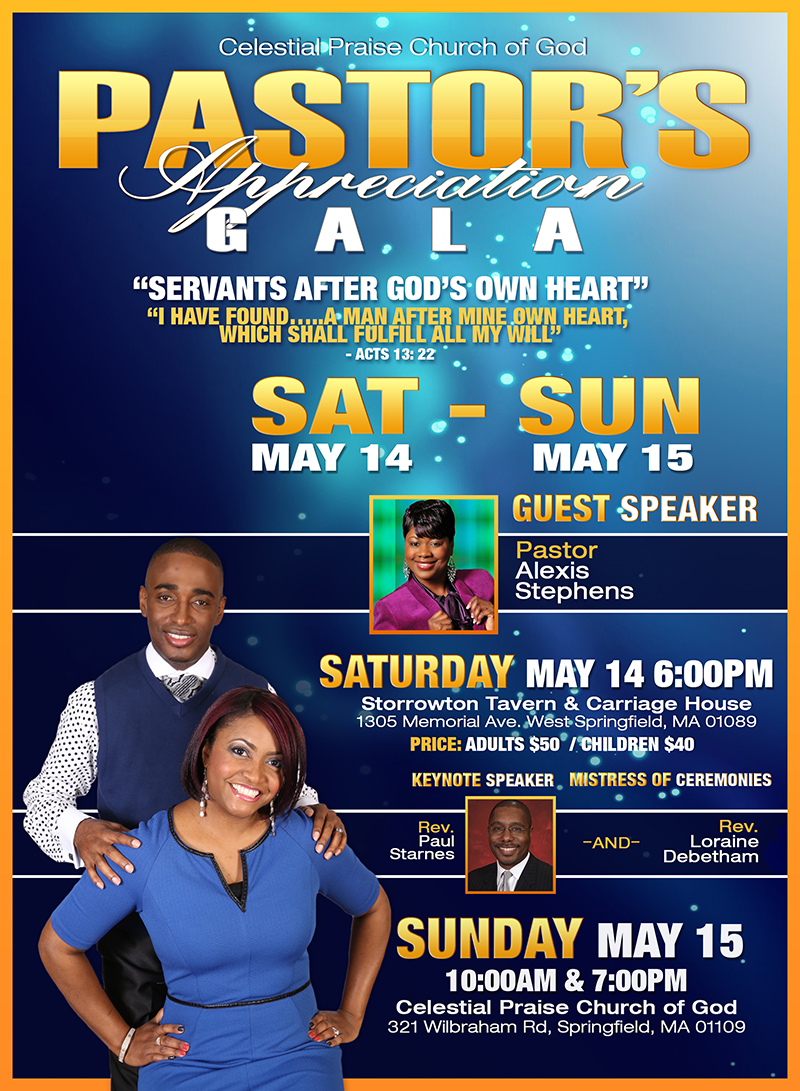 Celestial Praise Church of God
PASTOR'S
Appreciation
GALA
“SERVANTS AFTER GOD'S OWN HEART”
“I HAVE FOUND.....A MAN AFTER MINE OWN HEART,
WHICH SHALL FULFILL ALL MY WILL”
- ACTS 13: 22
SAT - SUN
MAY 14 MAY 15
GUEST SPEAKER
Pastor
Alexis
Stephens
SATURDAY MAY 14 6:00PM
Storrowton Tavern & Carriage House
1305 Memorial Ave. West Springfield, MA 01089
PRICE: ADULTS $50 / CHILDREN $40
KEYNOTE SPEAKER MISTRESS OF CEREMONIES
Rev.
Paul
Starnes
-AND-
Rev.
Loraine
Debetham
SUNDAY MAY 15
10:00AM & 7:00PM
Celestial Praise Church of God
321 Wilbraham Rd, Springfield, MA 01109